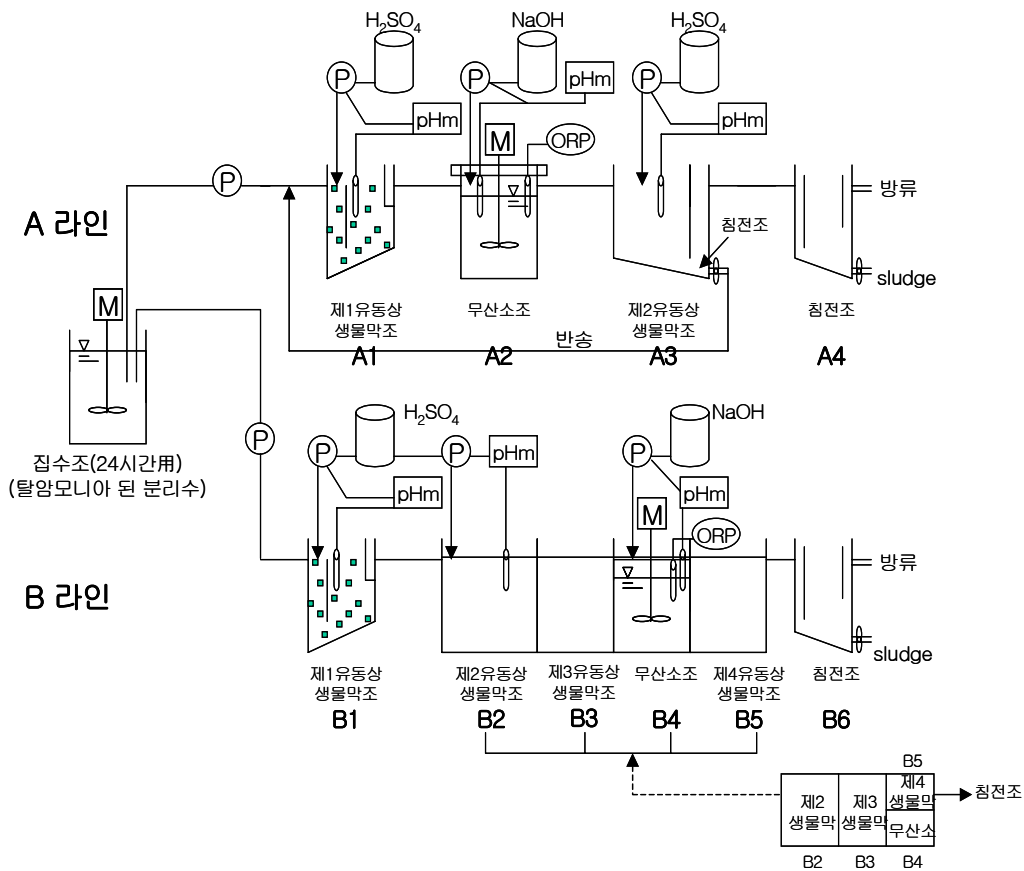 H2SO4
NaOH
H2SO4
P
P
P
pHm
pHm
pHm
M
ORP
P
방류
A 라인
침전조
sludge
M
제1유동상
생물막조
무산소조
제2유동상
생물막조
침전조
반송
A1
A2
A3
A4
H2SO4
NaOH
P
P
P
P
pHm
pHm
pHm
집수조(24시간用)
(탈암모니아 된 분리수)
M
ORP
방류
B 라인
sludge
제1유동상
생물막조
제2유동상
생물막조
제3유동상
생물막조
무산소조
제4유동상
생물막조
침전조
B1
B2
B3
B4
B5
B6
B5
제2
생물막
제3
생물막
제4
생물막
무산소
침전조
B2
B3
B4